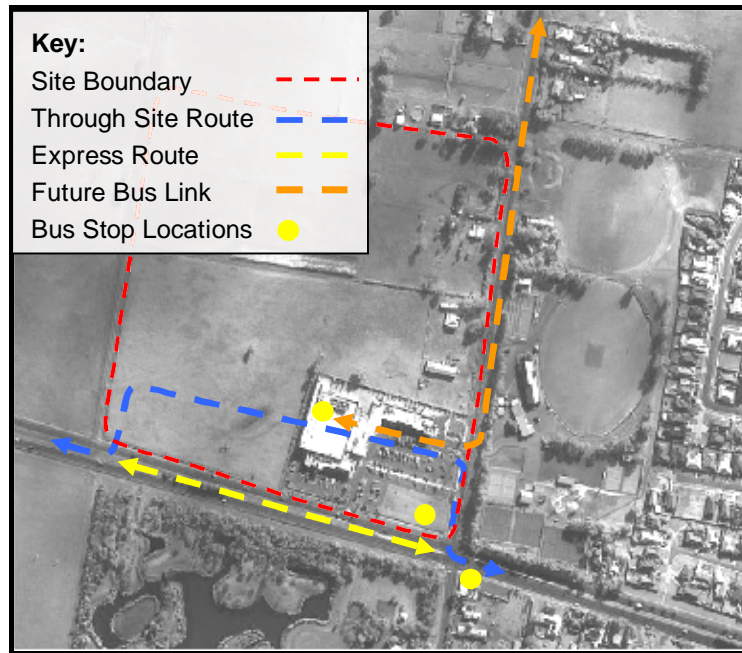 Key:
Site Boundary
Through Site Route
Express Route
Future Bus Link
Bus Stop Locations